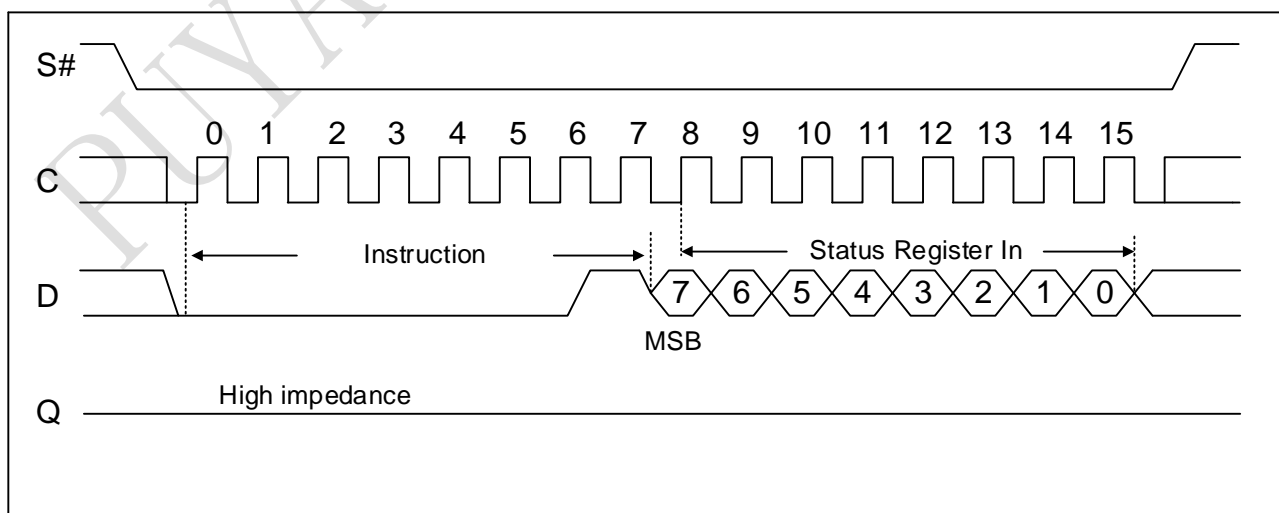 PUYA
S#
0 1 2 3 4 5 6 7 8 9 10 11 12 13 14 15
C
Instruction Status Register In
D 7 6 5 4 3 2 1 0
MSB
High impedance
Q